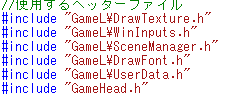 //使用するヘッターファイル
#include "GameL¥DrawTexture.h"
#include "GameL¥WinInputs.h"
#include "GameL¥SceneManager.h"
#include "GameL¥DrawFont.h"
#include "GameL¥UserData.h"
#include "GameHead.h"